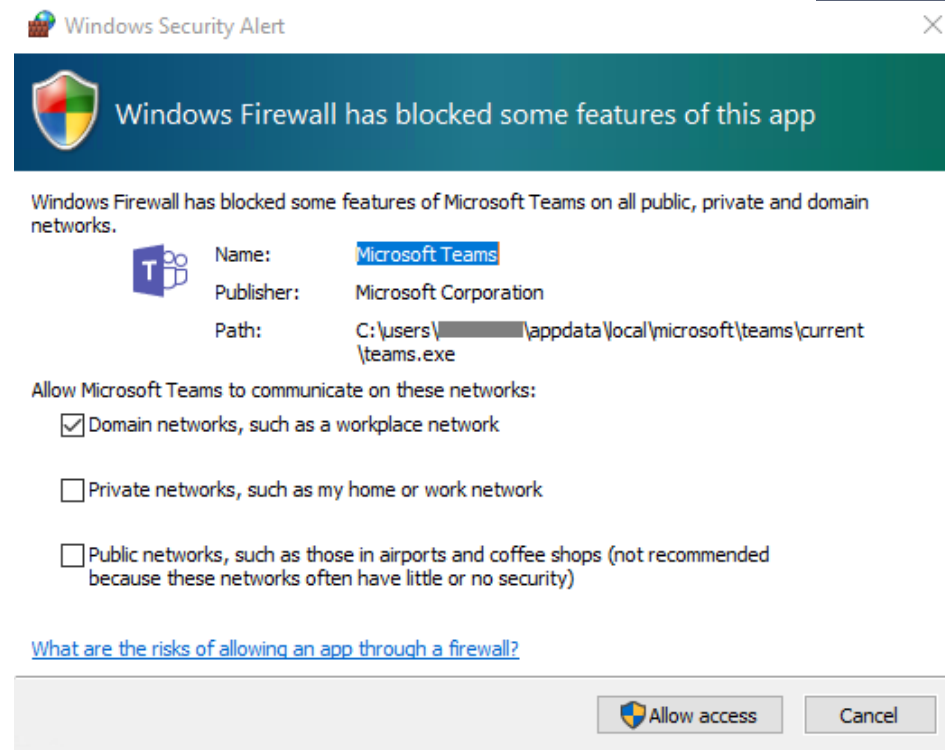 Windows Security Alert
Windows Firewall has blocked some features of this app
Windows Firewall has blocked some features of Microsoft Teams on all public, private and domain
networks.
T
Name:
Microsoft Teams
Publisher:
Microsoft Corporation
Path:
C:\users\ \appdata\local\microsoft\teams\current
\teams.exe
Allow Microsoft Teams to communicate on these networks:
Domain networks, such as a workplace network
Private networks, such as my home or work network
Public networks, such as those in airports and coffee shops (not recommended
because these networks often have little or no security)
What are the risks of allowing an app through a firewall?
Allow access
Cancel